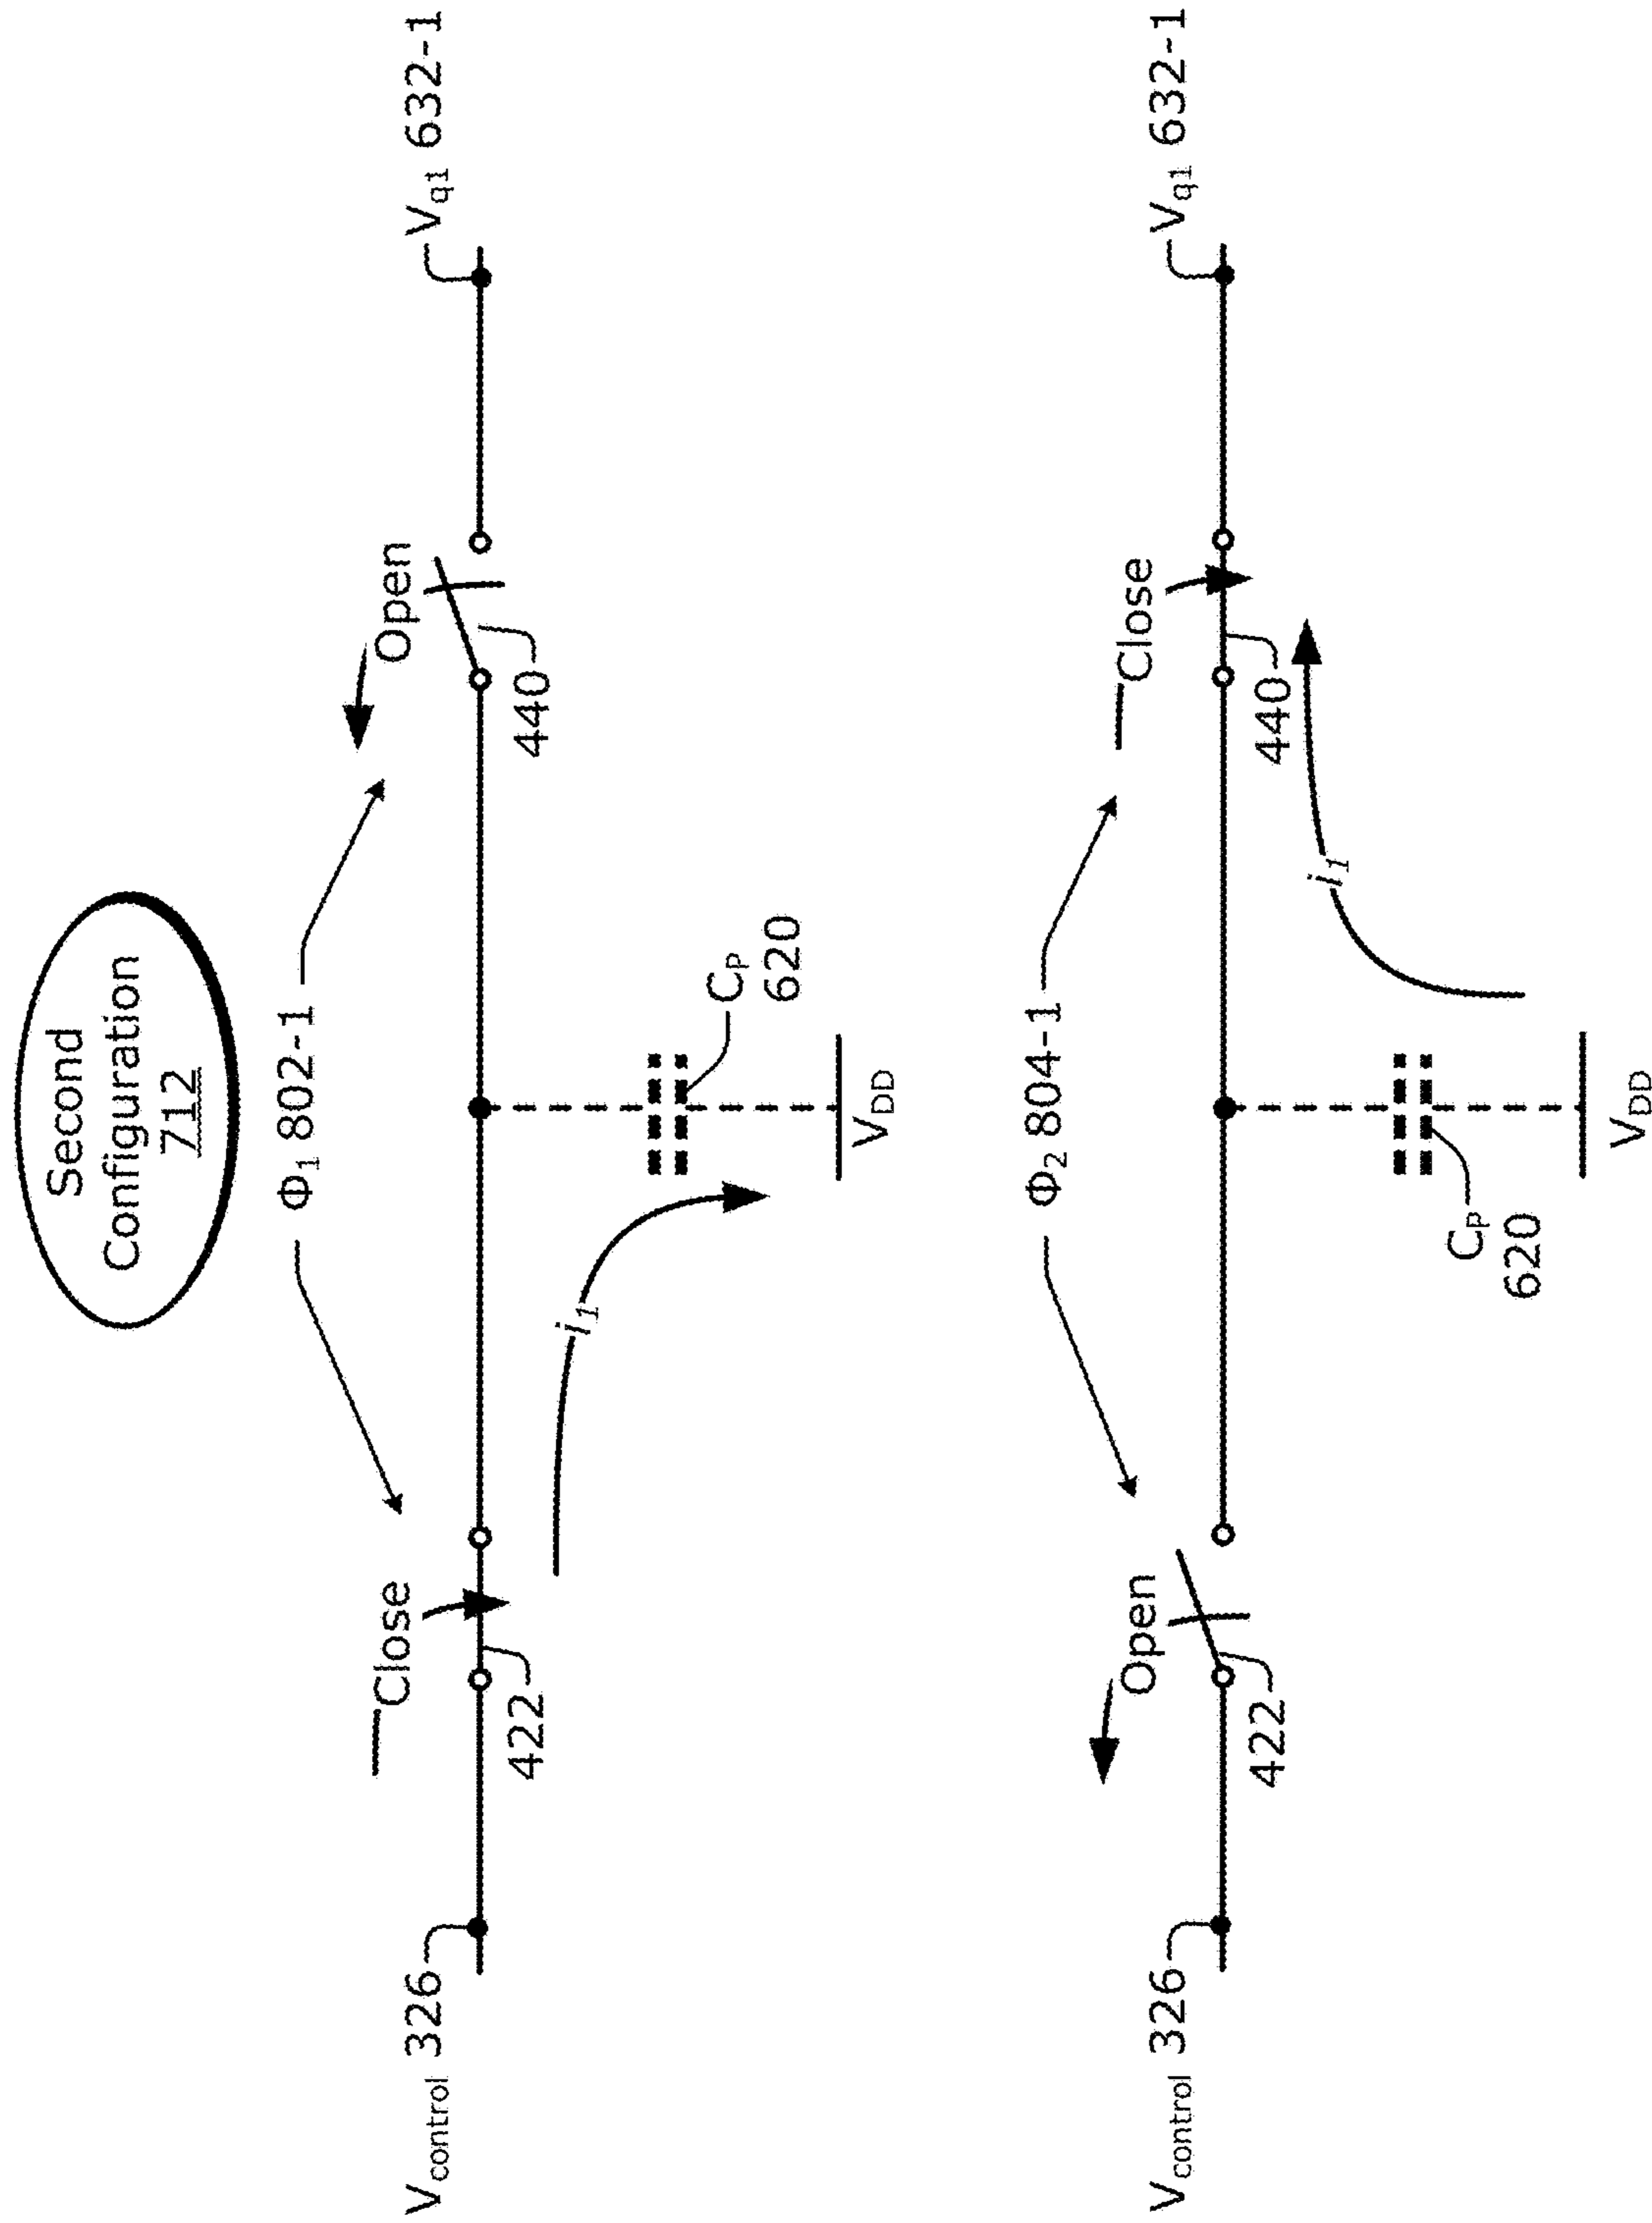 Second
Configuration
712
Φ1 802-1
Close
Open
Vcontrol 326
422
440
Vq1 632-1
i1
CP
620
VDD
Φ2 804-1
Open
Close
Vcontrol 326
422
440
Vq1 632-1
i1
CP
620
VDD